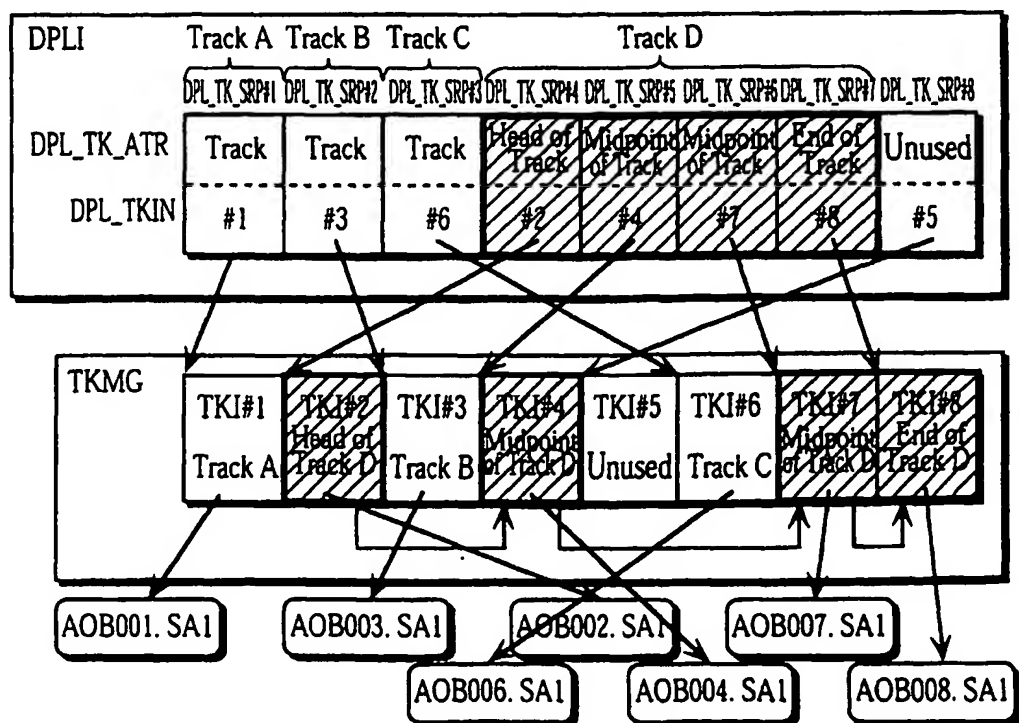 DPLI Track A Track B Track C Track D
DPL_TK_SRP#1 DPL_TK_SRP#2 DPL_TK_SRP#3 DPL_TK_SRP#4 DPL_TK_SRP#5 DPL_TK_SRP#6 DPL_TK_SRP#7 DPL_TK_SRP#8
DPL_TK_ATR Track Track Track Head of Track Midpoint of Track Midpoint of Track End of Track Unused
DPL_TKIN #1 #3 #6 #2 #4 #7 #8 #5
TKMG
TKI#1 TKI#2 TKI#3 TKI#4 TKI#5 TKI#6 TKI#7 TKI#8
Track A Head of Track D Track B Midpoint of Track D Unused Track C Midpoint of Track D End of Track D
AOB001. SA1 AOB003. SA1 AOB002. SA1 AOB007. SA1
AOB006. SA1 AOB004. SA1 AOB008. SA1